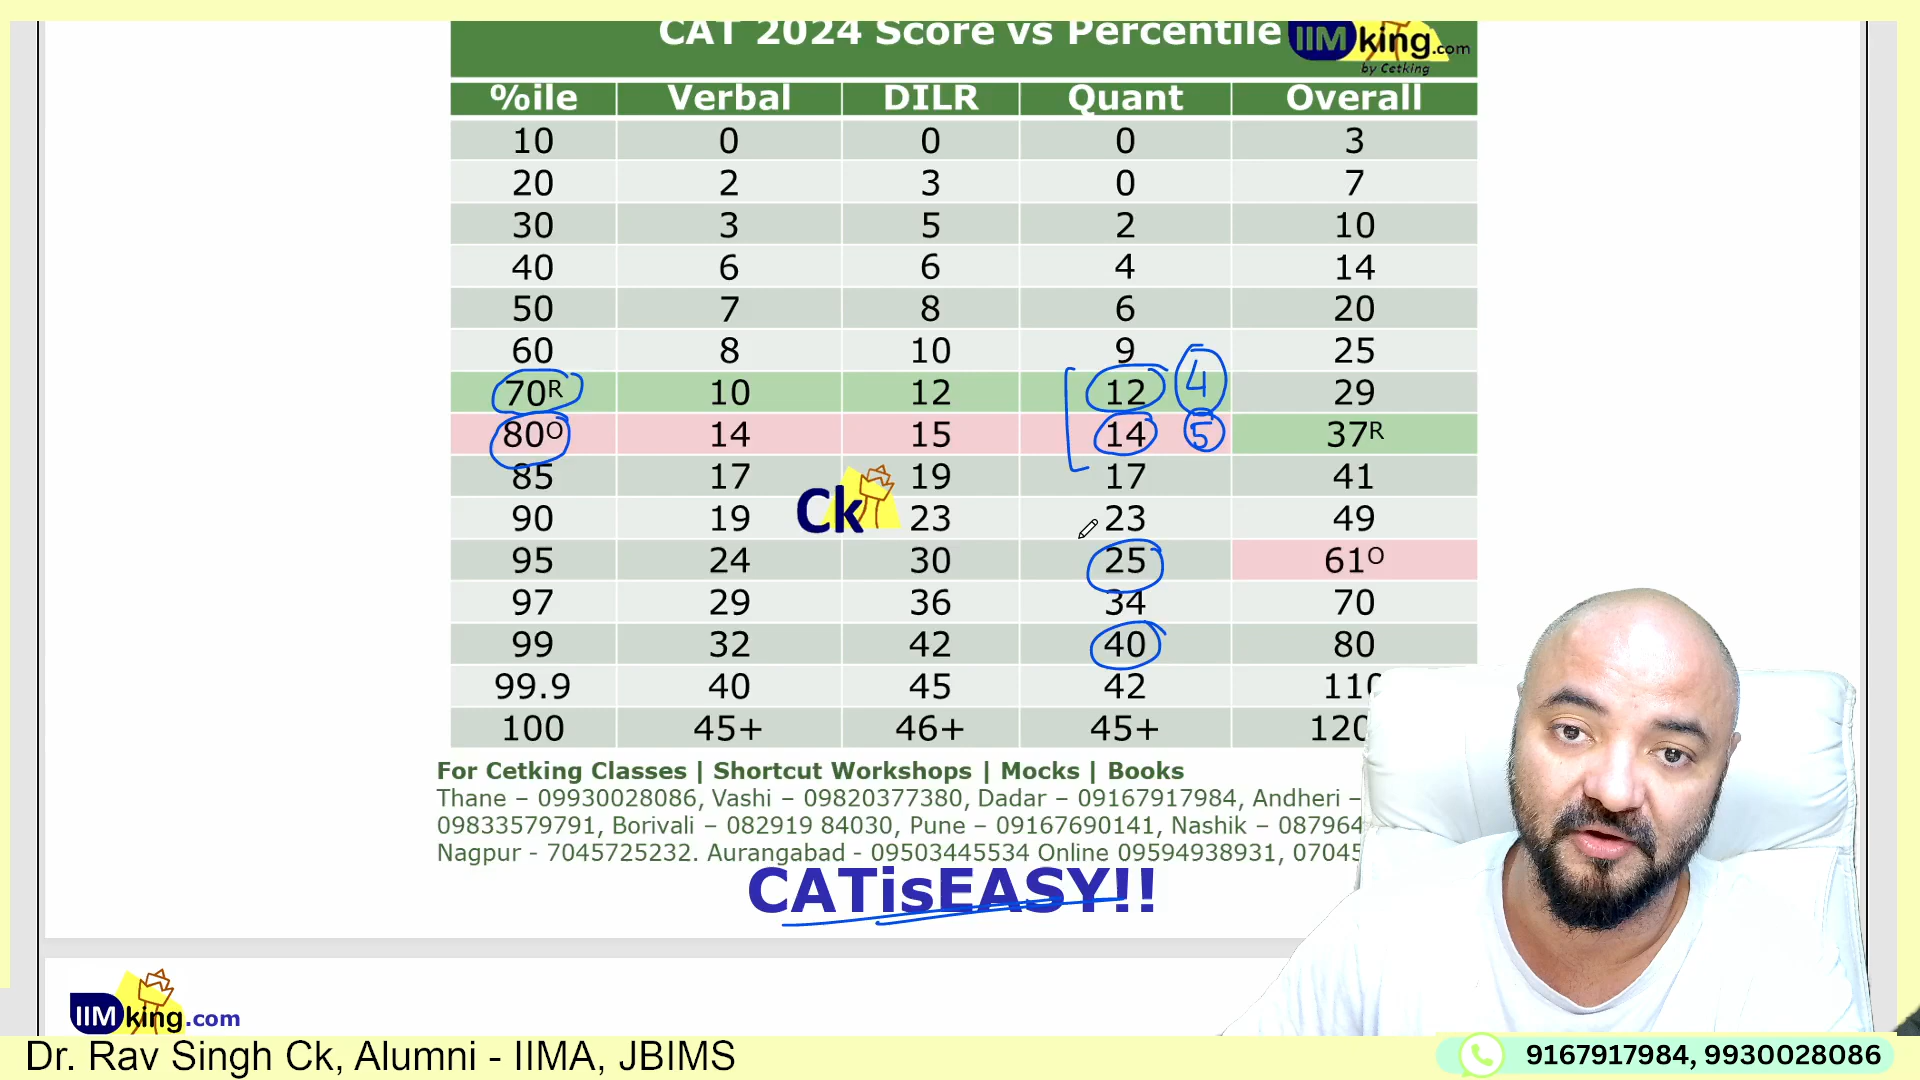 CAT 2024 Score vs Percentile IIMking.com
by Cetking
%ile Verbal DILR Quant Overall
10 0 0 0 3
20 2 3 0 7
30 3 5 2 10
40 6 6 4 14
50 7 8 6 20
60 8 10 9 25
70R 10 12 12 4 29
80O 14 15 14 5 37R
85 17 19 17 41
Ck
90 19 23 23 49
95 24 30 25 61O
97 29 36 34 70
99 32 42 40 80
99.9 40 45 42 110
100 45+ 46+ 45+ 120
For Cetking Classes | Shortcut Workshops | Mocks | Books
Thane – 09930028086, Vashi – 09820377380, Dadar – 09167917984, Andheri –
09833579791, Borivali – 082919 84030, Pune – 09167690141, Nashik – 087964
Nagpur - 7045725232. Aurangabad - 09503445534 Online 09594938931, 07045
CATisEASY!!
IIMking.com
Dr. Rav Singh Ck, Alumni - IIMA, JBIMS
9167917984, 9930028086